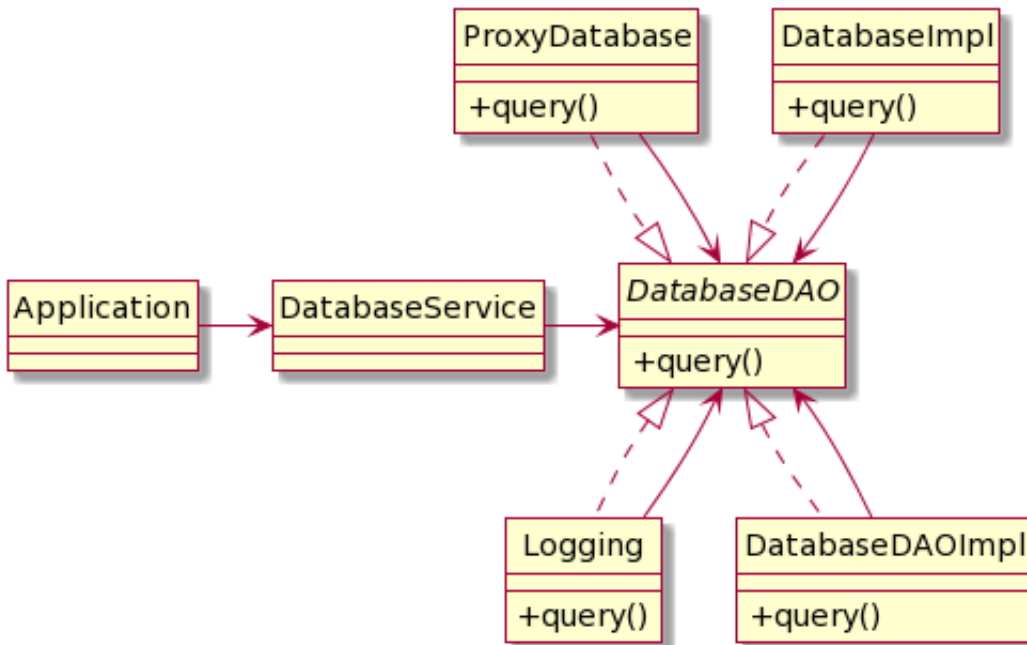 ProxyDatabase
+query()
DatabaseImpl
+query()
Application
DatabaseService
DatabaseDAO
+query()
Logging
+query()
DatabaseDAOImpl
+query()